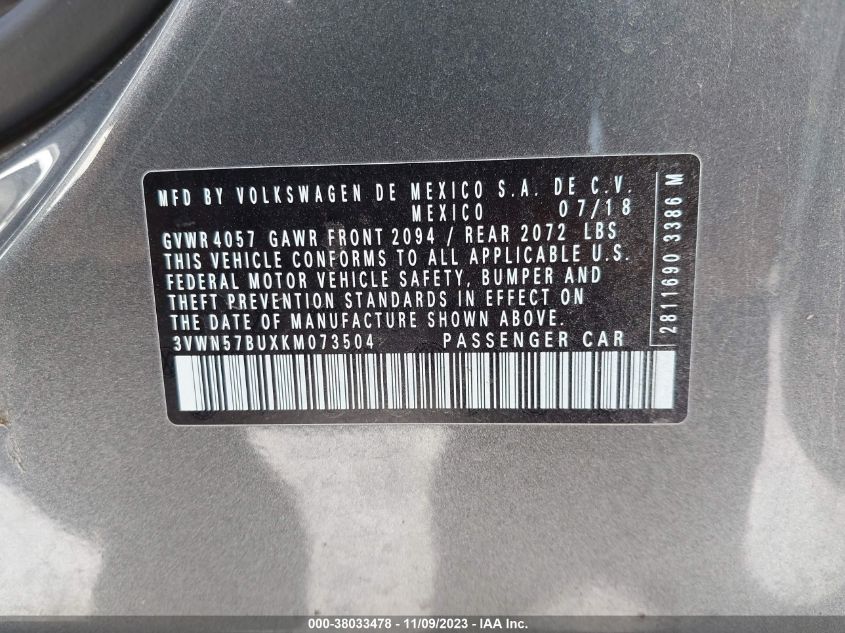 MFD BY VOLKSWAGEN DE MEXICO S.A. DE C.V.
MEXICO 07/18
GVWR 4057 GAWR FRONT 2094 / REAR 2072 LBS
THIS VEHICLE CONFORMS TO ALL APPLICABLE U.S.
FEDERAL MOTOR VEHICLE SAFETY, BUMPER AND
THEFT PREVENTION STANDARDS IN EFFECT ON
THE DATE OF MANUFACTURE SHOWN ABOVE.
3VWN57BUXKM073504 PASSENGER CAR
2811690 3386 M
000-38033478 - 11/09/2023 - IAA Inc.